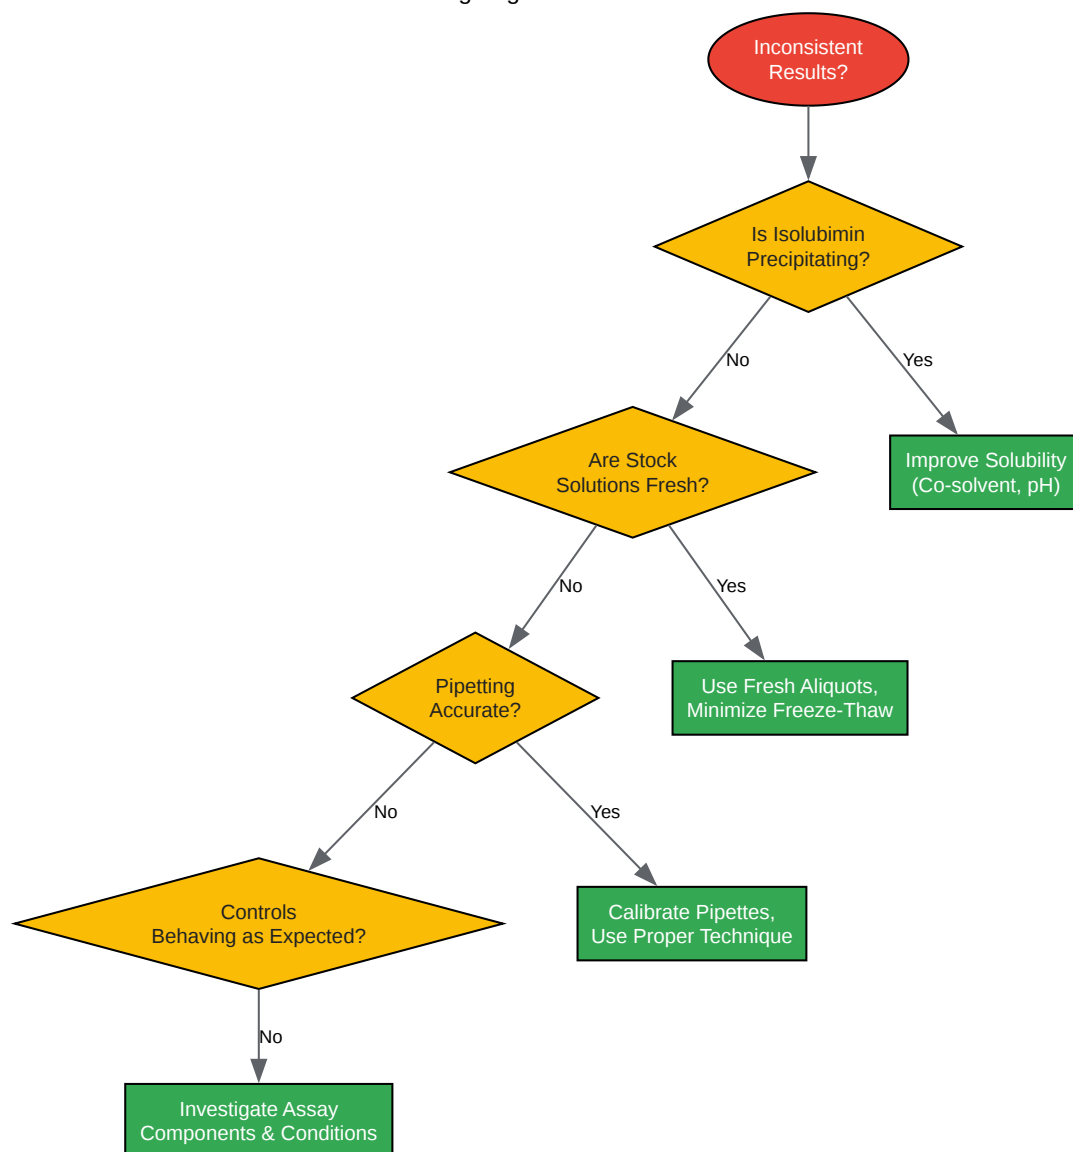 Inconsistent
Results?
Is Isolubimin
Precipitating?
No
Yes
Are Stock
Solutions Fresh?
Improve Solubility
(Co-solvent, pH)
No
Yes
Pipetting
Accurate?
Use Fresh Aliquots,
Minimize Freeze-Thaw
No
Yes
Controls
Behaving as Expected?
Calibrate Pipettes,
Use Proper Technique
No
Investigate Assay
Components & Conditions